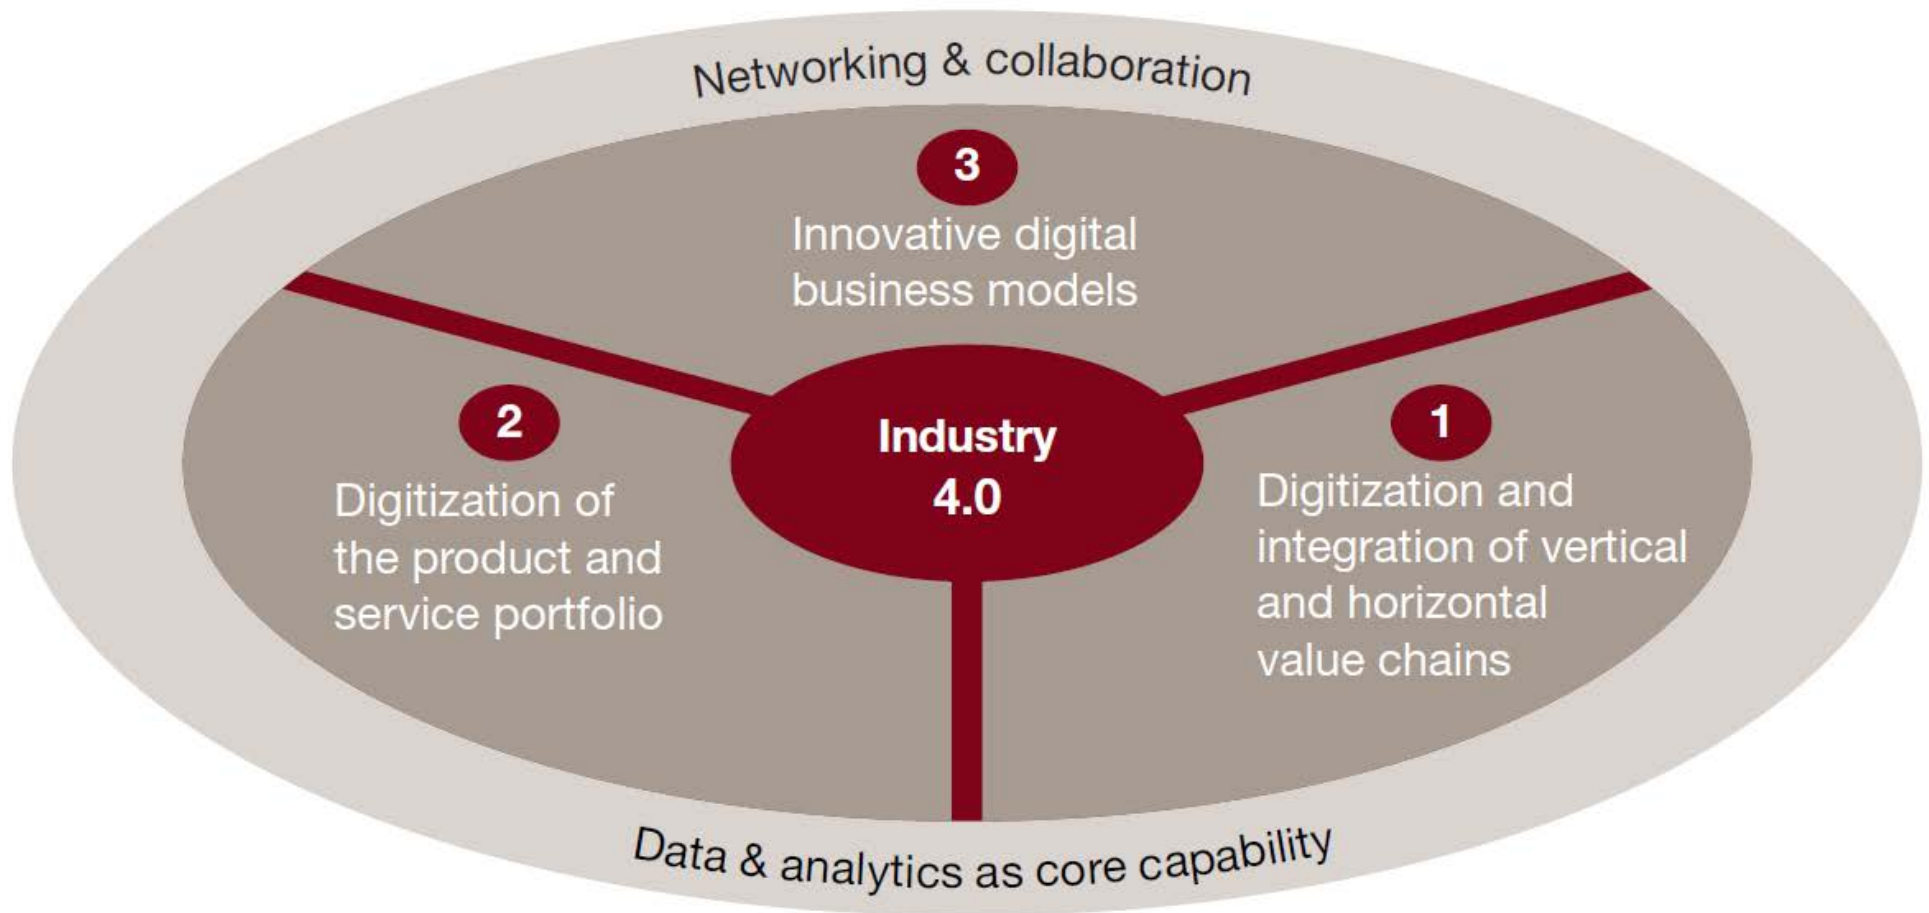 Networking & collaboration
3
Innovative digital
business models
2
Digitization of
the product and
service portfolio
Industry
4.0
1
Digitization and
integration of vertical
and horizontal
value chains
Data & analytics as core capability